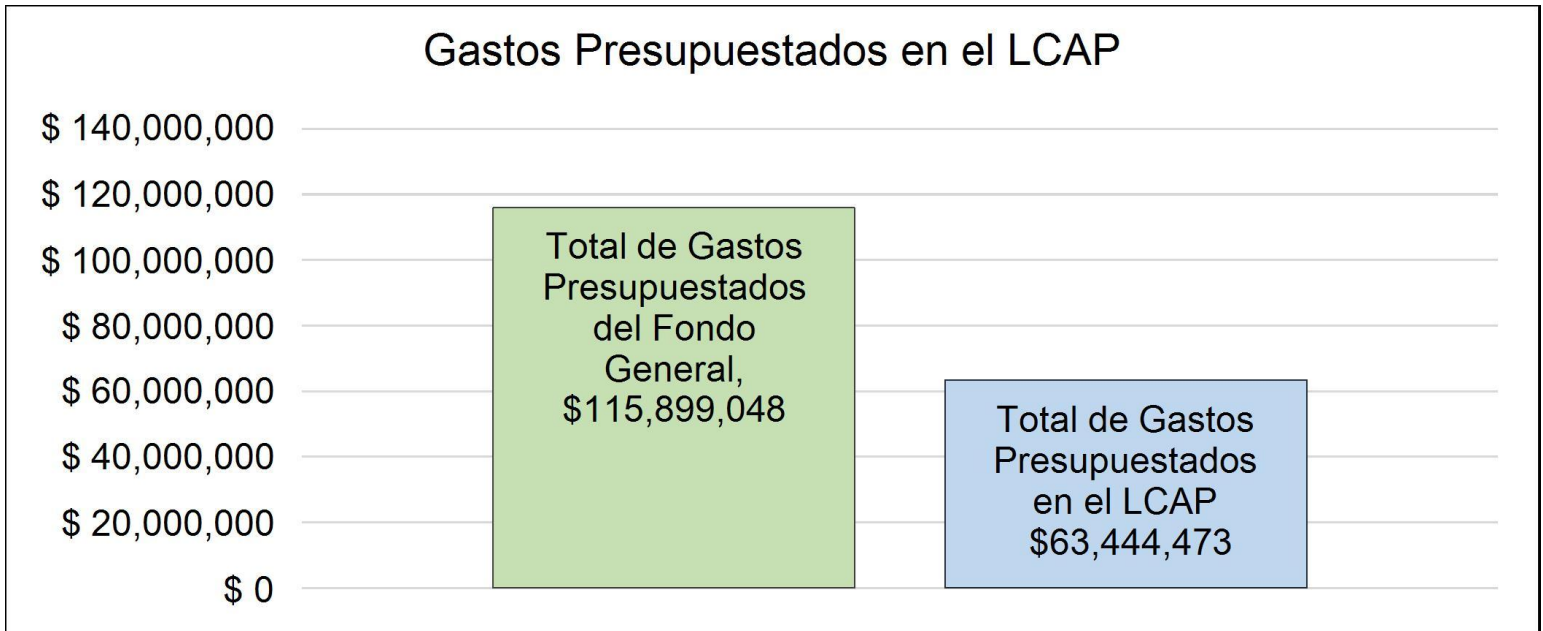 Gastos Presupuestados en el LCAP
$ 140,000,000
$ 120,000,000
$ 100,000,000
$ 80,000,000
$ 60,000,000
$ 40,000,000
$ 20,000,000
$ 0
Total de Gastos
Presupuestados
del Fondo
General,
$115,899,048
Total de Gastos
Presupuestados
en el LCAP
$63,444,473